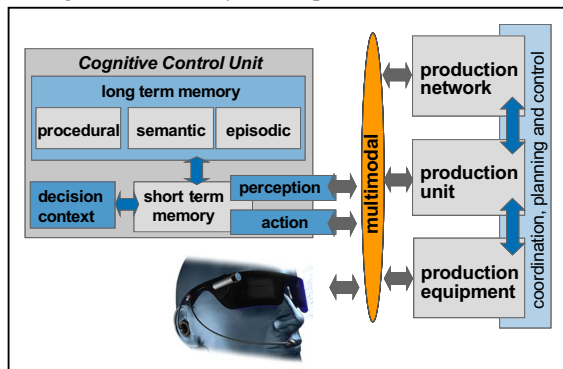 Cognitive Control Unit
long term memory
procedural
semantic
episodic
decision
context
short term
memory
perception
action
multimodal
production
network
production
unit
production
equipment
coordination, planning and control